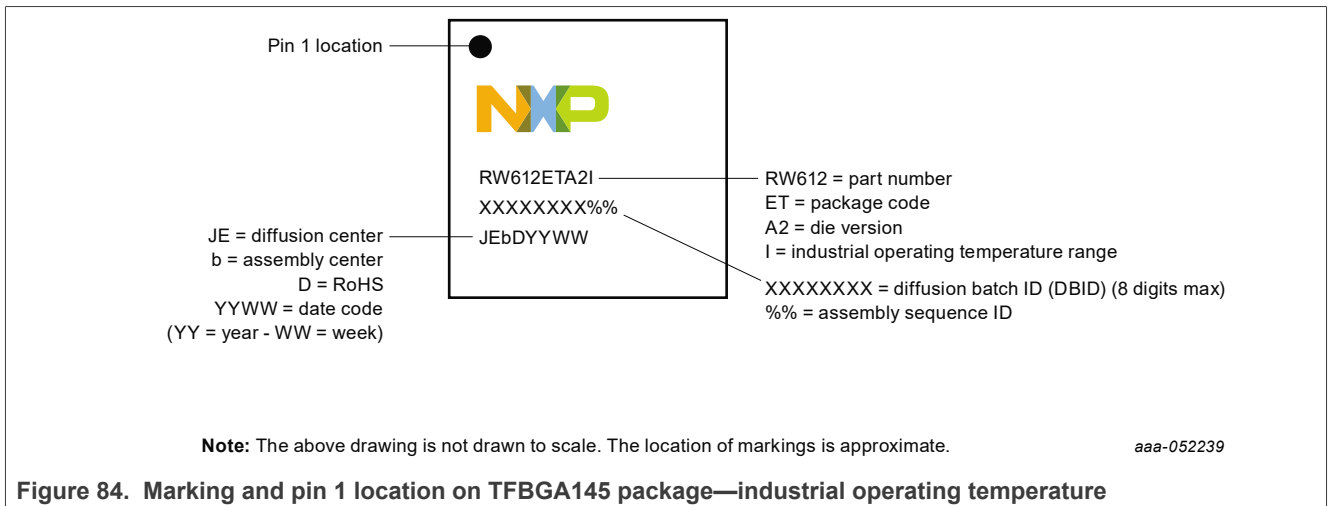 Pin 1 location
NXP
RW612ETA2I
XXXXXXXX%%
JEbDYYWW
JE = diffusion center
b = assembly center
D = RoHS
YYWW = date code
(YY = year - WW = week)
RW612 = part number
ET = package code
A2 = die version
I = industrial operating temperature range
XXXXXXXX = diffusion batch ID (DBID) (8 digits max)
%% = assembly sequence ID
Note: The above drawing is not drawn to scale. The location of markings is approximate.
aaa-052239
Figure 84. Marking and pin 1 location on TFBGA145 package—industrial operating temperature